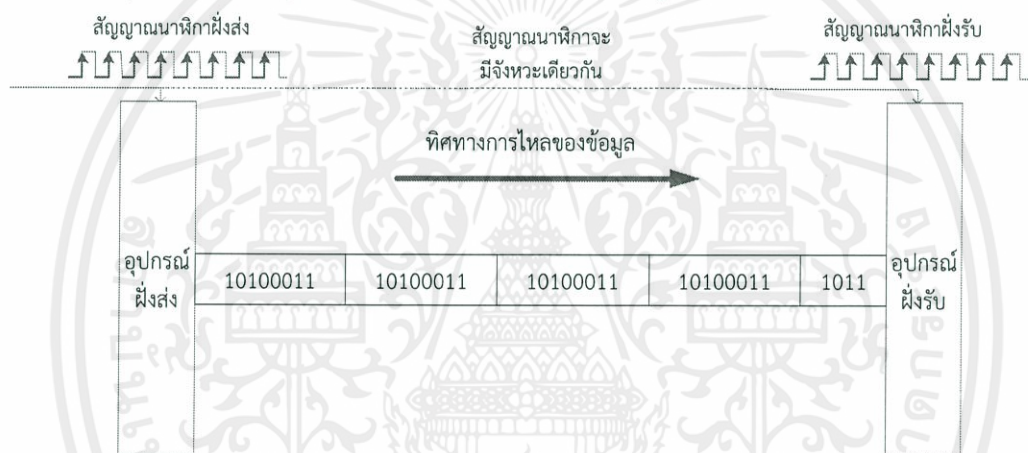 สัญญาณนาฬิกาฝั่งส่ง
สัญญาณนาฬิกาจะ
มีจังหวะเดียวกัน
สัญญาณนาฬิกาฝั่งรับ
ทิศทางการไหลของข้อมูล
อุปกรณ์
ฝั่งส่ง
10100011 10100011 10100011 10100011 1011
อุปกรณ์
ฝั่งรับ